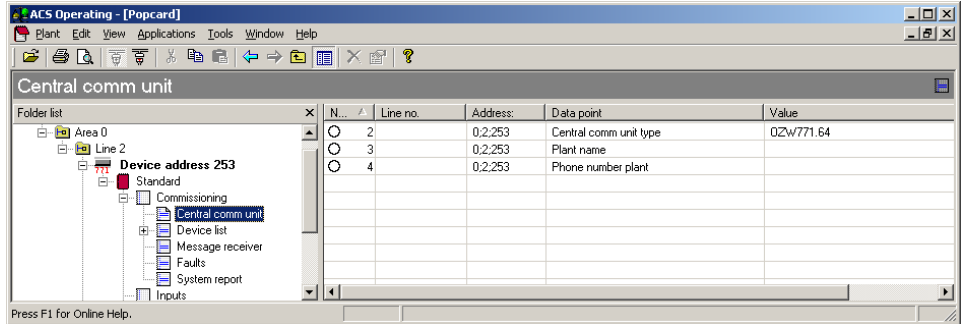 ACS Operating - [Popcard]
Plant Edit View Applications Tools Window Help
Central comm unit
Folder list
N... Line no. Address: Data point Value
2 0;2;253 Central comm unit type OZW771.64
3 0;2;253 Plant name
4 0;2;253 Phone number plant
Area 0
Line 2
771 Device address 253
Standard
Commissioning
Central comm unit
Device list
Message receiver
Faults
System report
Inputs
Press F1 for Online Help.